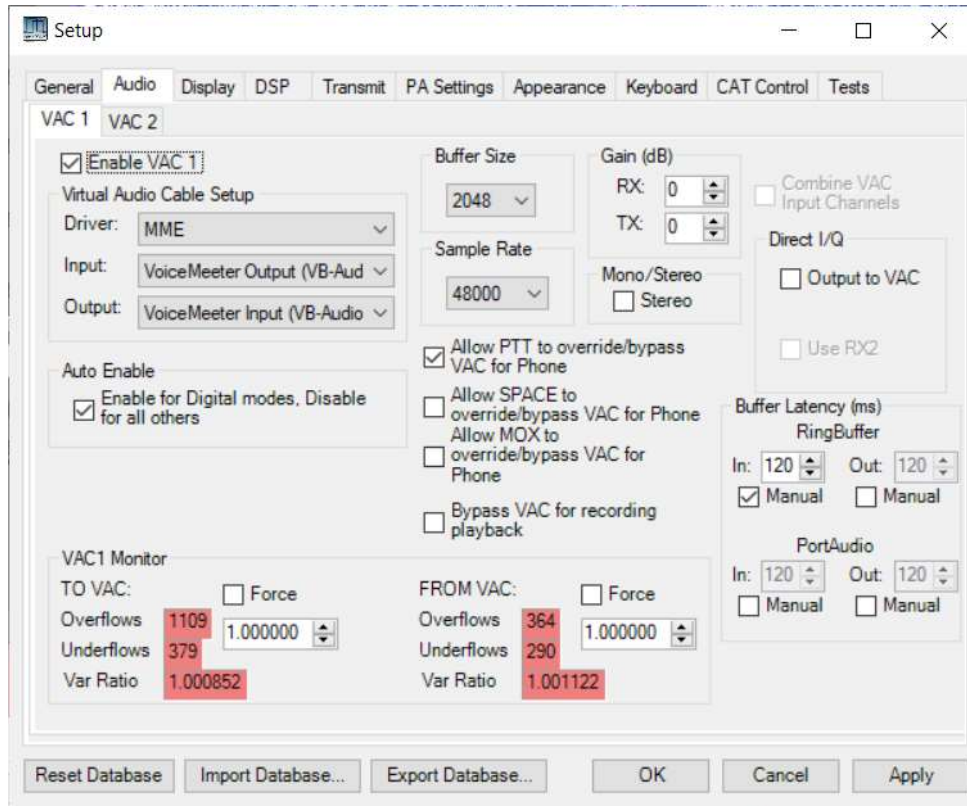 Setup
General Audio Display DSP Transmit PA Settings Appearance Keyboard CAT Control Tests
VAC 1 VAC 2
Enable VAC 1
Virtual Audio Cable Setup
Driver: MME
Input: VoiceMeeter Output (VB-Aud
Output: VoiceMeeter Input (VB-Audio
Auto Enable
Enable for Digital modes, Disable
for all others
Buffer Size
2048
Sample Rate
48000
Gain (dB)
RX: 0
TX: 0
Mono/Stereo
Stereo
Combine VAC
Input Channels
Direct I/Q
Output to VAC
Use RX2
Allow PTT to override/bypass
VAC for Phone
Allow SPACE to
override/bypass VAC for Phone
Allow MOX to
override/bypass VAC for
Phone
Bypass VAC for recording
playback
Buffer Latency (ms)
RingBuffer
In: 120 Out: 120
Manual Manual
PortAudio
In: 120 Out: 120
Manual Manual
VAC1 Monitor
TO VAC: Force
Overflows 1109 1.000000
Underflows 379
Var Ratio 1.000852
FROM VAC: Force
Overflows 364 1.000000
Underflows 290
Var Ratio 1.001122
Reset Database Import Database... Export Database... OK Cancel Apply